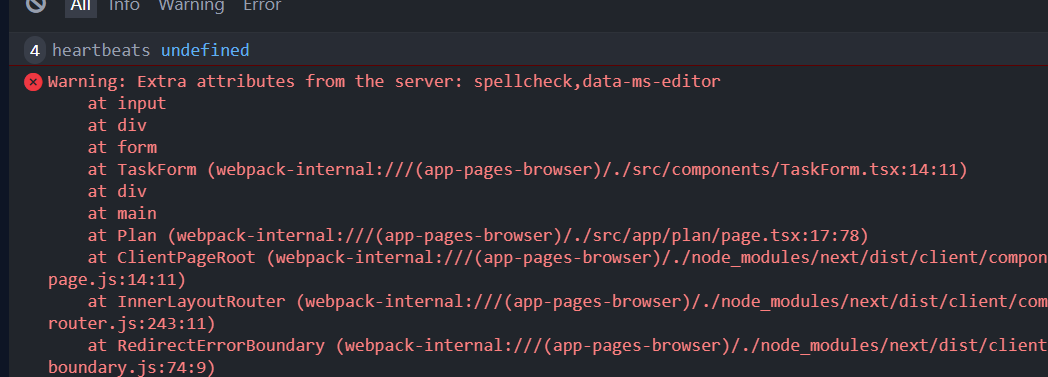 All Info Warning Error
4 heartbeats undefined
Warning: Extra attributes from the server: spellcheck,data-ms-editor
at input
at div
at form
at TaskForm (webpack-internal:///(app-pages-browser)/./src/components/TaskForm.tsx:14:11)
at div
at main
at Plan (webpack-internal:///(app-pages-browser)/./src/app/plan/page.tsx:17:78)
at ClientPageRoot (webpack-internal:///(app-pages-browser)/./node_modules/next/dist/client/compon
page.js:14:11)
at InnerLayoutRouter (webpack-internal:///(app-pages-browser)/./node_modules/next/dist/client/com
router.js:243:11)
at RedirectErrorBoundary (webpack-internal:///(app-pages-browser)/./node_modules/next/dist/client
boundary.js:74:9)